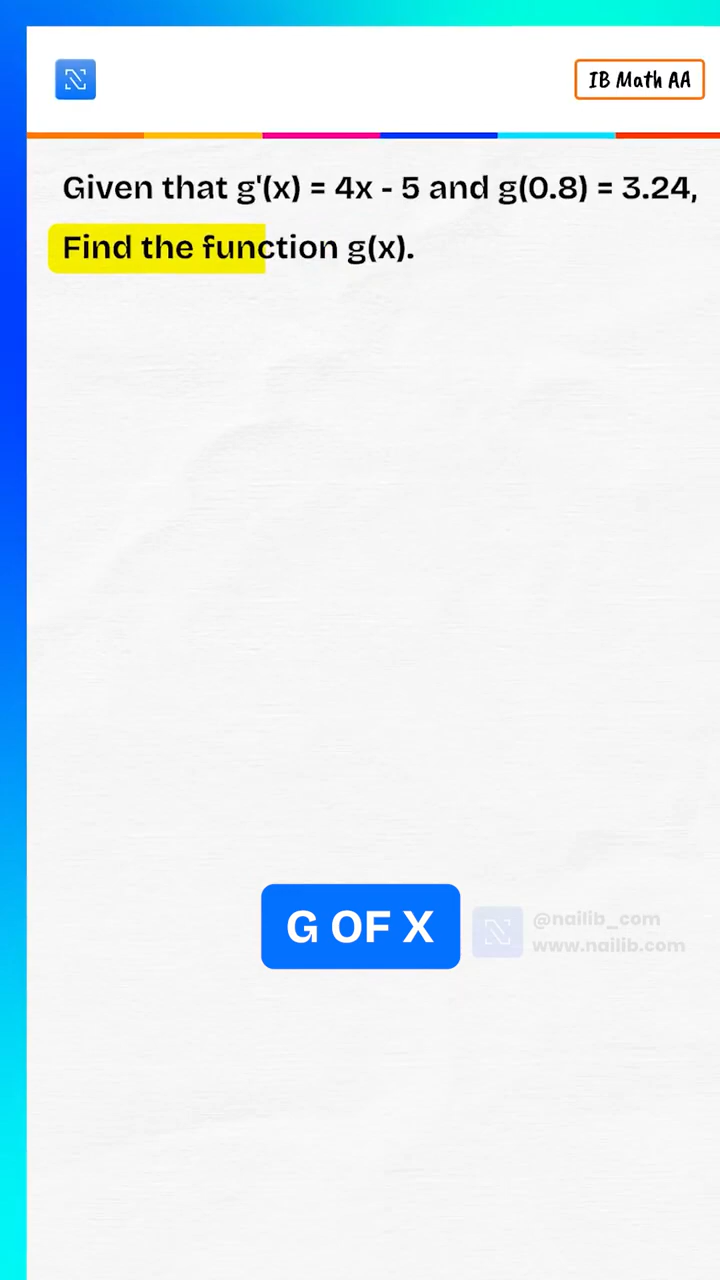 IB Math AA
Given that g'(x) = 4x - 5 and g(0.8) = 3.24,
Find the function g(x).
G OF X
@nailib_com
www.nailib.com